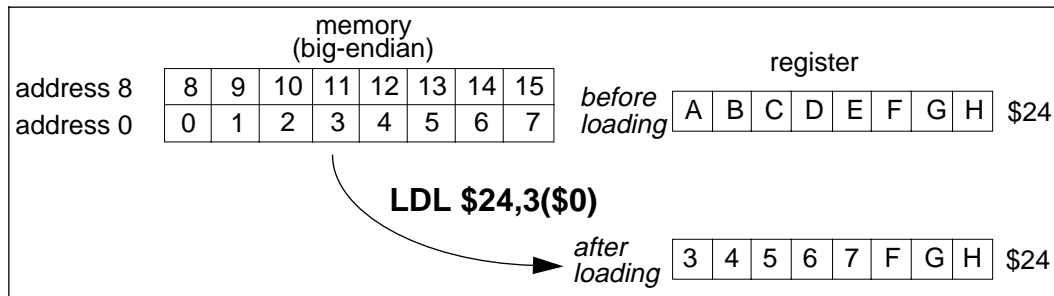 memory
(big-endian)
register
address 8 8 9 10 11 12 13 14 15
address 0 0 1 2 3 4 5 6 7
before
loading A B C D E F G H $24
LDL $24,3($0)
after
loading 3 4 5 6 7 F G H $24